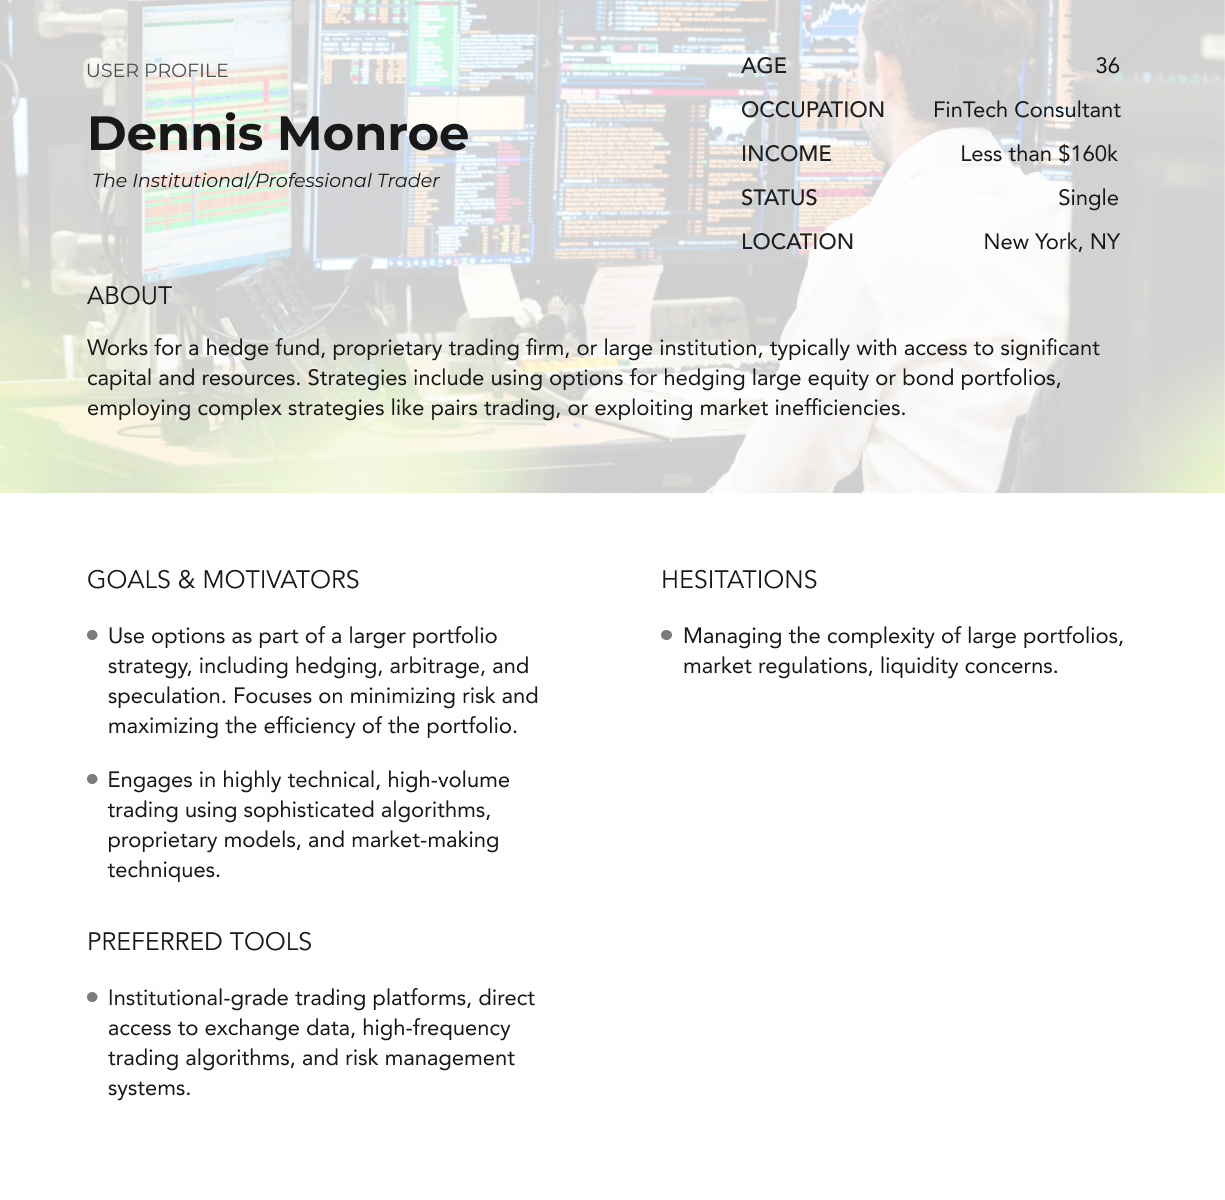 USER PROFILE
Dennis Monroe
The Institutional/Professional Trader
AGE 36
OCCUPATION FinTech Consultant
INCOME Less than $160k
STATUS Single
LOCATION New York, NY
ABOUT
Works for a hedge fund, proprietary trading firm, or large institution, typically with access to significant
capital and resources. Strategies include using options for hedging large equity or bond portfolios,
employing complex strategies like pairs trading, or exploiting market inefficiencies.
GOALS & MOTIVATORS
Use options as part of a larger portfolio
strategy, including hedging, arbitrage, and
speculation. Focuses on minimizing risk and
maximizing the efficiency of the portfolio.
Engages in highly technical, high-volume
trading using sophisticated algorithms,
proprietary models, and market-making
techniques.
PREFERRED TOOLS
Institutional-grade trading platforms, direct
access to exchange data, high-frequency
trading algorithms, and risk management
systems.
HESITATIONS
Managing the complexity of large portfolios,
market regulations, liquidity concerns.